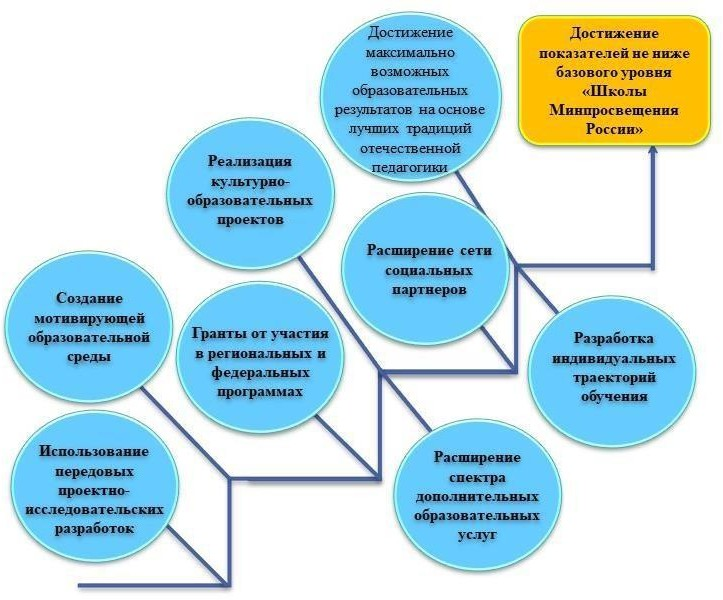 Достижение
максимально
возможных
образовательных
результатов на основе
лучших традиций
отечественной
педагогики
Достижение
показателей не ниже
базового уровня
«Школы
Минпросвещения
России»
Реализация
культурно-
образовательных
проектов
Расширение сети
социальных
партнеров
Создание
мотивирующей
образовательной
среды
Гранты от участия
в региональных и
федеральных
программах
Разработка
индивидуальных
траекторий
обучения
Использование
передовых
проектно-
исследовательских
разработок
Расширение
спектра
дополнительных
образовательных
услуг